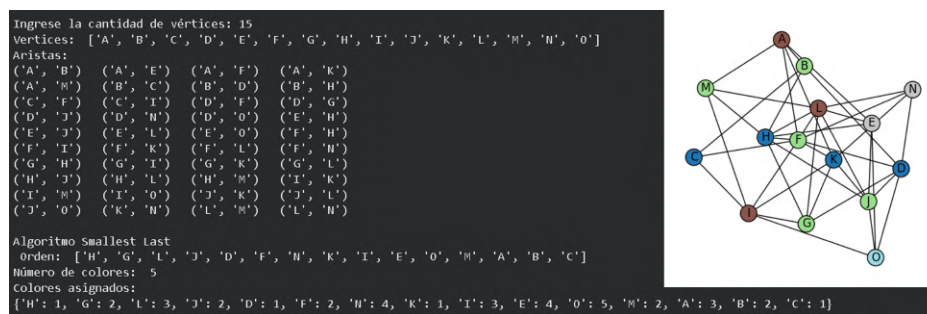 Ingrese la cantidad de vértices: 15
Vertices:  ['A', 'B', 'C', 'D', 'E', 'F', 'G', 'H', 'I', 'J', 'K', 'L', 'M', 'N', 'O']
Aristas:
('A', 'B')   ('A', 'E')   ('A', 'F')   ('A', 'K')
('A', 'M')   ('B', 'C')   ('B', 'D')   ('B', 'H')
('C', 'F')   ('C', 'I')   ('D', 'F')   ('D', 'G')
('D', 'J')   ('D', 'N')   ('D', 'O')   ('E', 'H')
('E', 'J')   ('E', 'L')   ('E', 'O')   ('F', 'H')
('F', 'I')   ('F', 'K')   ('F', 'L')   ('F', 'N')
('G', 'H')   ('G', 'I')   ('G', 'K')   ('G', 'L')
('H', 'J')   ('H', 'L')   ('H', 'M')   ('I', 'K')
('I', 'M')   ('I', 'O')   ('J', 'K')   ('J', 'L')
('J', 'O')   ('K', 'N')   ('L', 'M')   ('L', 'N')
Algoritmo Smallest Last
Orden:  ['H', 'G', 'L', 'J', 'D', 'F', 'N', 'K', 'I', 'E', 'O', 'M', 'A', 'B', 'C']
Número de colores:  5
Colores asignados:
{'H': 1, 'G': 2, 'L': 3, 'J': 2, 'D': 1, 'F': 2, 'N': 4, 'K': 1, 'I': 3, 'E': 4, 'O': 5, 'M': 2, 'A': 3, 'B': 2, 'C': 1}
A
B
M
N
L
E
H
F
C
K
D
J
I
G
O